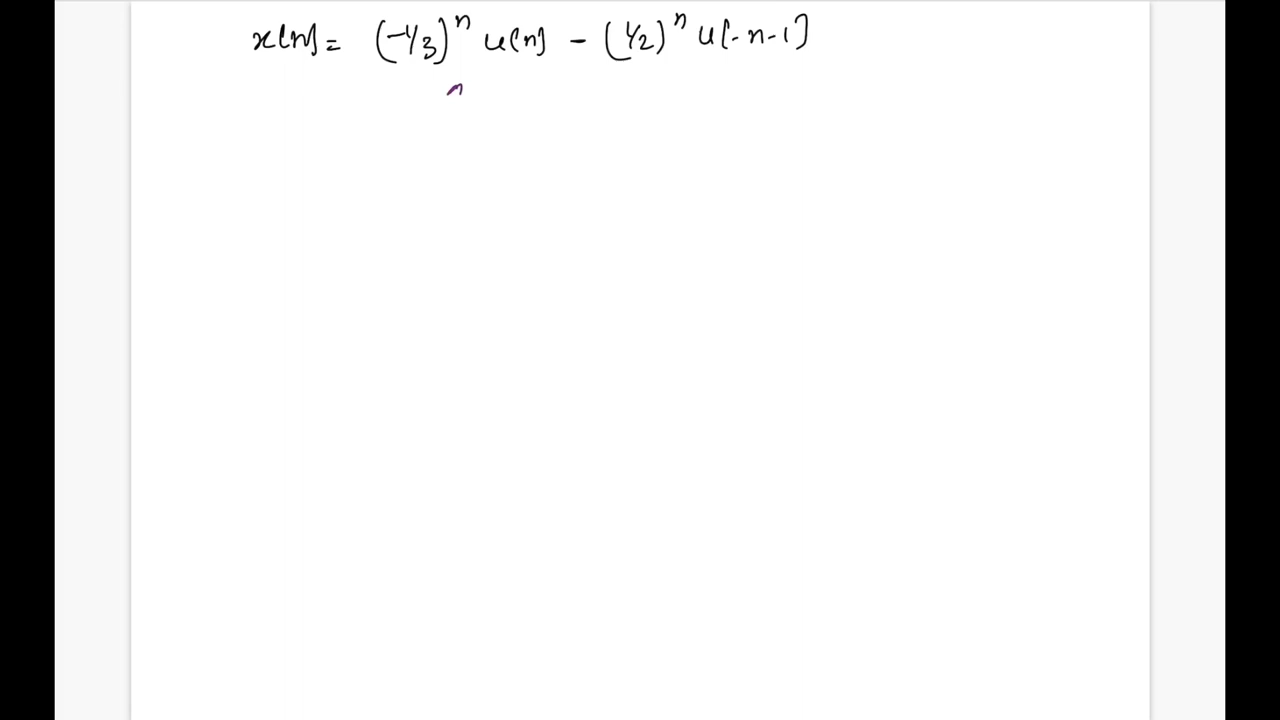 x[n] = (-1/3)^n u[n] - (1/2)^n u[-n-1]